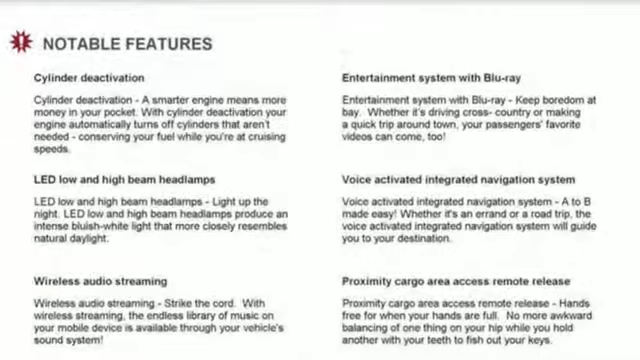 NOTABLE FEATURES
Cylinder deactivation
Cylinder deactivation - A smarter engine means more
money in your pocket. With cylinder deactivation your
engine automatically turns off cylinders that aren't
needed - conserving your fuel while you're at cruising
speeds.
LED low and high beam headlamps
LED low and high beam headlamps - Light up the
night. LED low and high beam headlamps produce an
intense bluish-white light that more closely resembles
natural daylight.
Wireless audio streaming
Wireless audio streaming - Strike the cord. With
wireless streaming, the endless library of music on
your mobile device is available through your vehicle's
sound system!
Entertainment system with Blu-ray
Entertainment system with Blu-ray - Keep boredom at
bay. Whether it's driving cross- country or making
a quick trip around town, your passengers' favorite
videos can come, too!
Voice activated integrated navigation system
Voice activated integrated navigation system - A to B
made easy! Whether it's an errand or a road trip, the
voice activated integrated navigation system will guide
you to your destination.
Proximity cargo area access remote release
Proximity cargo area access remote release - Hands
free for when your hands are full. No more awkward
balancing of one thing on your hip while you hold
another with your teeth to fish out your keys.